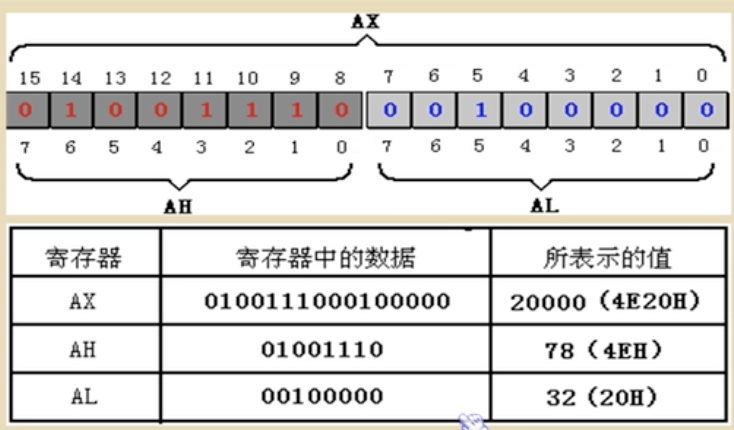 AX
15 14 13 12 11 10 9 8 7 6 5 4 3 2 1 0
0 1 0 0 1 1 1 0 0 0 1 0 0 0 0 0
7 6 5 4 3 2 1 0 7 6 5 4 3 2 1 0
AH AL
寄存器 寄存器中的数据 所表示的值
AX 0100111000100000 20000（4E20H）
AH 01001110 78（4EH）
AL 00100000 32（20H）